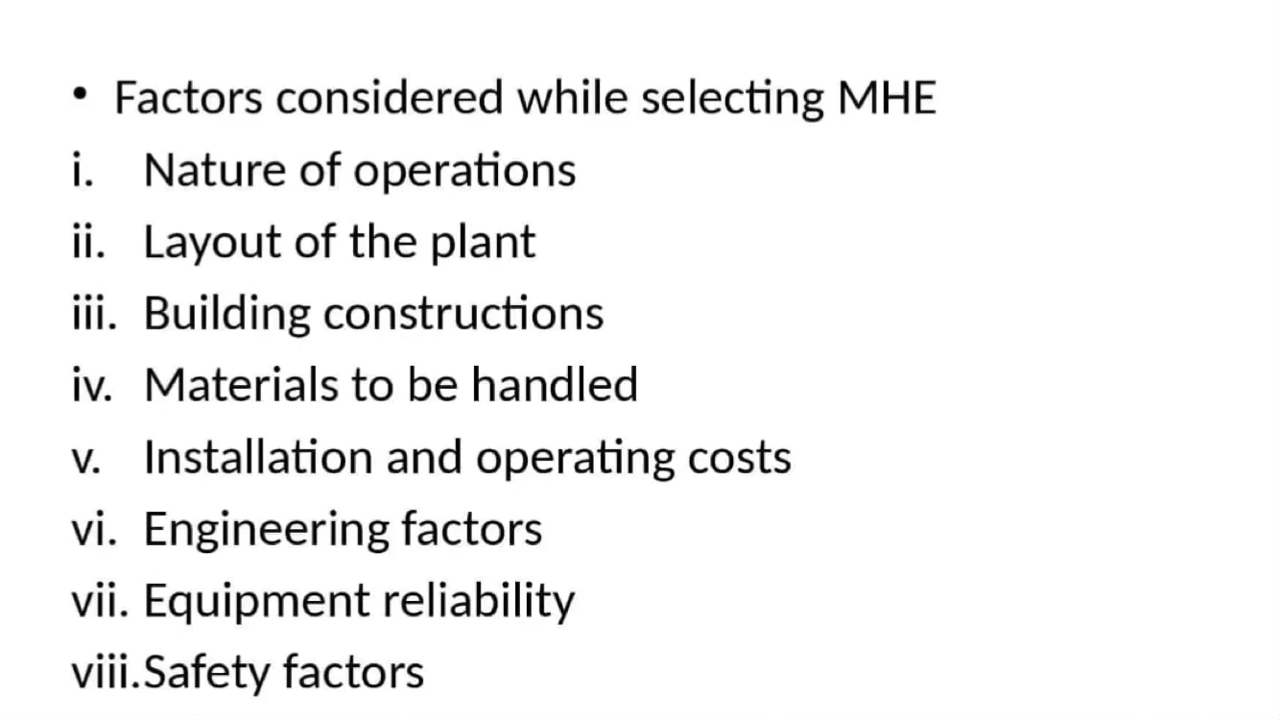 • Factors considered while selecting MHE
i. Nature of operations
ii. Layout of the plant
iii. Building constructions
iv. Materials to be handled
v. Installation and operating costs
vi. Engineering factors
vii. Equipment reliability
viii.Safety factors